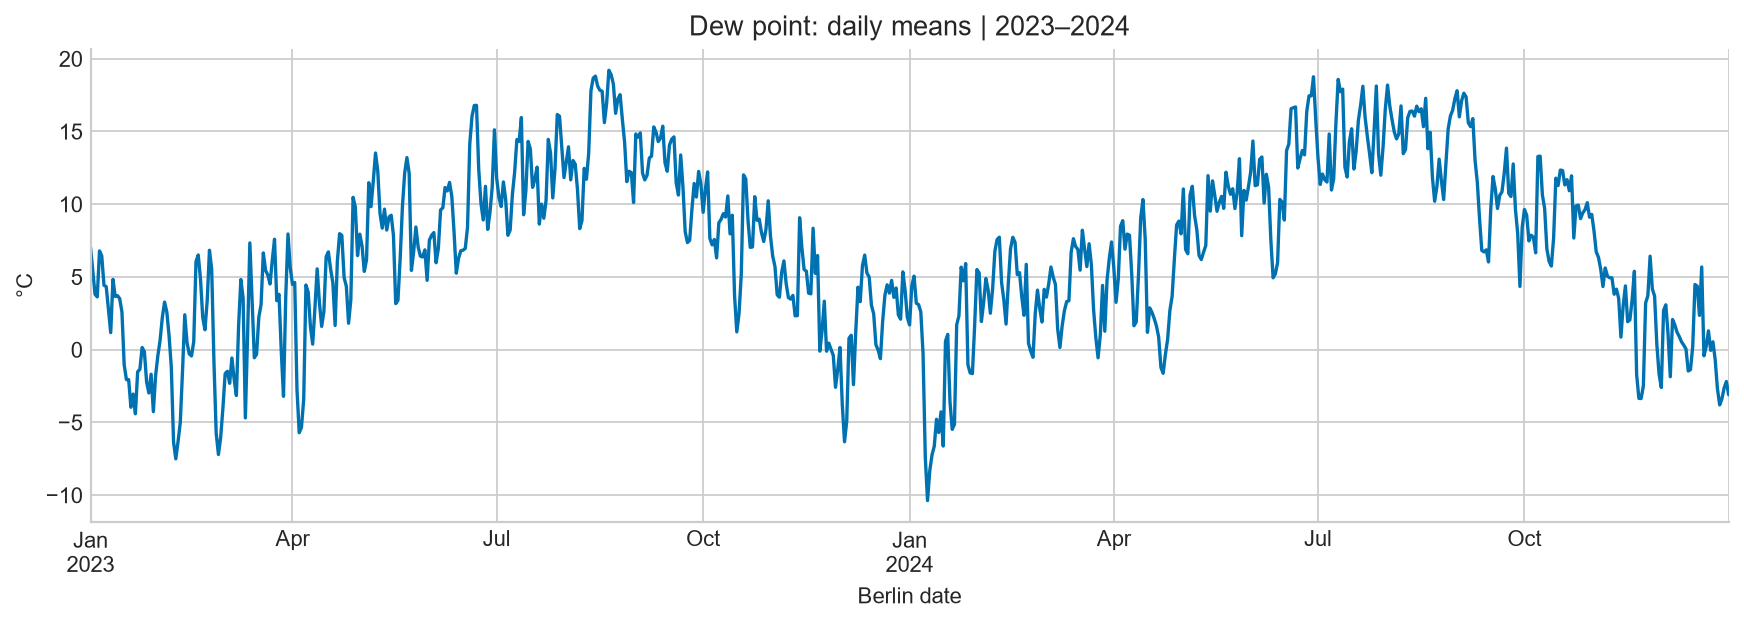 Dew point: daily means | 2023–2024
°C
20
15
10
5
0
−5
−10
Jan Apr Jul Oct Jan Apr Jul Oct
2023 2024
Berlin date